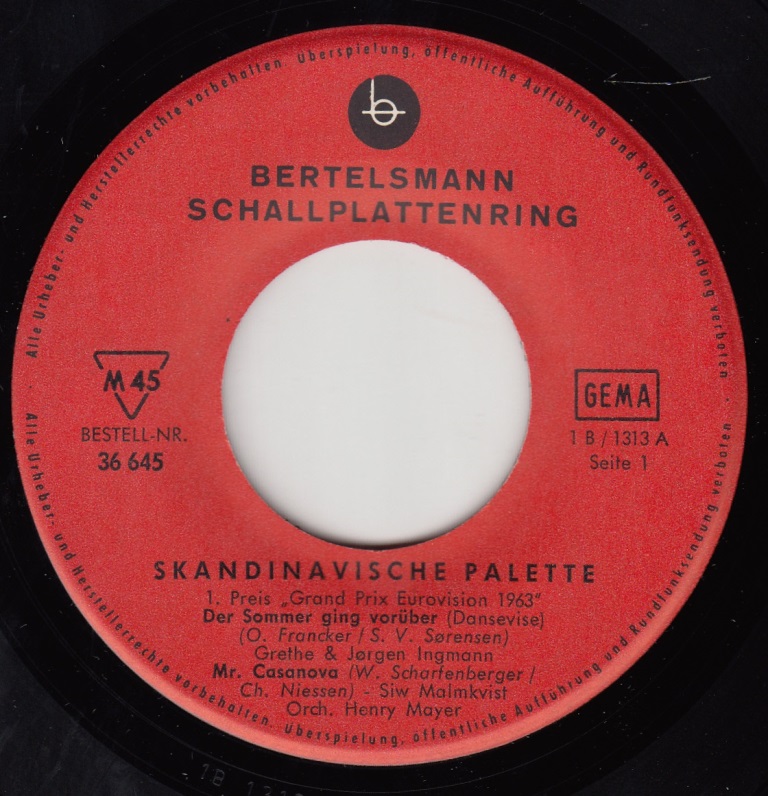 Alle Urheber- und Herstellerrechte vorbehalten. Überspielung, öffentliche Aufführung und Rundfunksendung verboten
b
BERTELSMANN
SCHALLPLATTENRING
M 45
BESTELL-NR.
36 645
GEMA
1 B / 1313 A
Seite 1
SKANDINAVISCHE PALETTE
1. Preis „Grand Prix Eurovision 1963“
Der Sommer ging vorüber (Dansevise)
(O. Francker / S. V. Sørensen)
Grethe & Jørgen Ingmann
Mr. Casanova (W. Scharfenberger /
Ch. Niessen) - Siw Malmkvist
Orch. Henry Mayer
Alle Urheber- und Herstellerrechte vorbehalten. Überspielung, öffentliche Aufführung und Rundfunksendung verboten